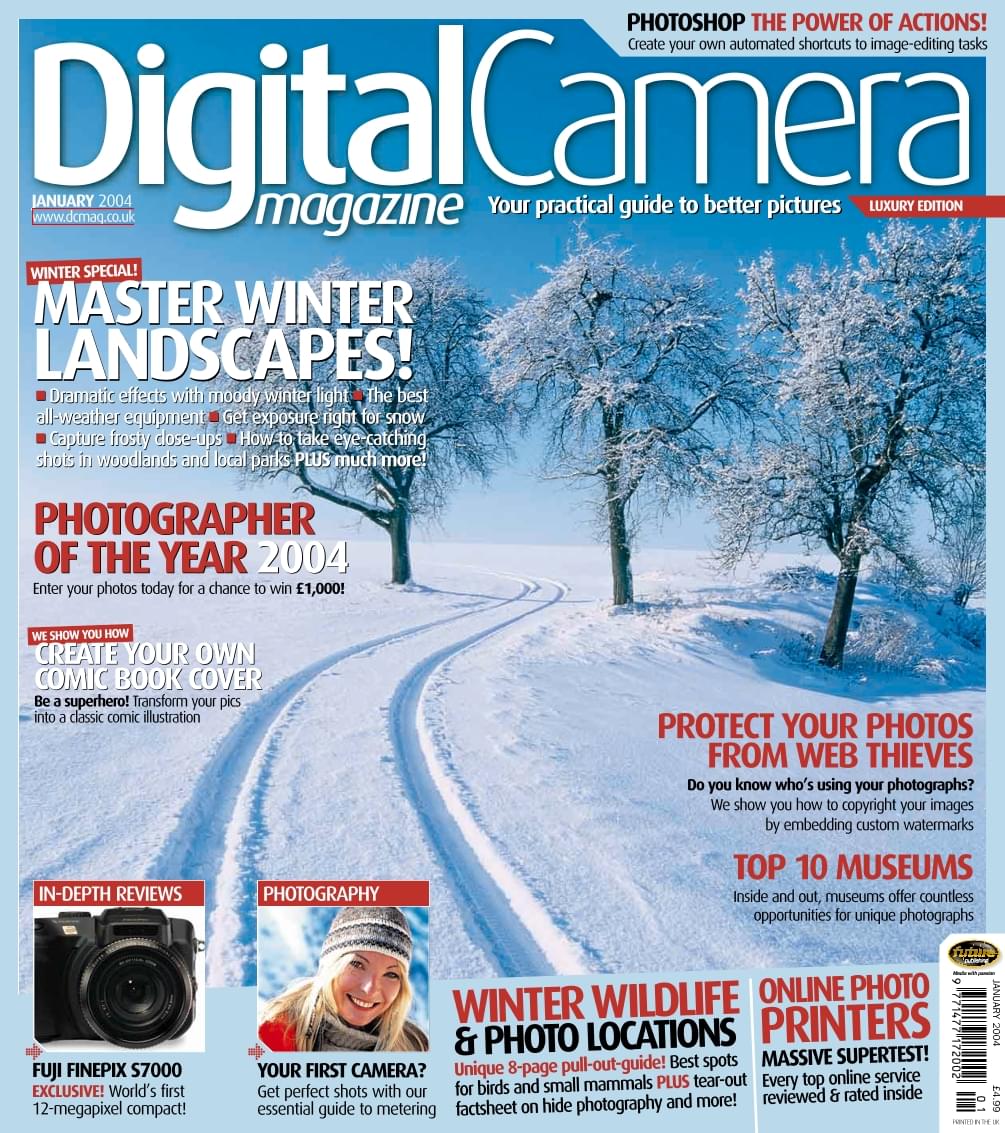 PHOTOSHOP THE POWER OF ACTIONS!
Create your own automated shortcuts to image-editing tasks
DigitalCamera
magazine
JANUARY 2004
www.dcmag.co.uk
Your practical guide to better pictures
LUXURY EDITION
WINTER SPECIAL!
MASTER WINTER
LANDSCAPES!
■ Dramatic effects with moody winter light ■ The best
all-weather equipment ■ Get exposure right for snow
■ Capture frosty close-ups ■ How to take eye-catching
shots in woodlands and local parks PLUS much more!
PHOTOGRAPHER
OF THE YEAR 2004
Enter your photos today for a chance to win £1,000!
WE SHOW YOU HOW
CREATE YOUR OWN
COMIC BOOK COVER
Be a superhero! Transform your pics
into a classic comic illustration
PROTECT YOUR PHOTOS
FROM WEB THIEVES
Do you know who's using your photographs?
We show you how to copyright your images
by embedding custom watermarks
TOP 10 MUSEUMS
Inside and out, museums offer countless
opportunities for unique photographs
IN-DEPTH REVIEWS
FUJI FINEPIX S7000
EXCLUSIVE! World's first
12-megapixel compact!
PHOTOGRAPHY
YOUR FIRST CAMERA?
Get perfect shots with our
essential guide to metering
WINTER WILDLIFE
& PHOTO LOCATIONS
Unique 8-page pull-out-guide! Best spots
for birds and small mammals PLUS tear-out
factsheet on hide photography and more!
ONLINE PHOTO
PRINTERS
MASSIVE SUPERTEST!
Every top online service
reviewed & rated inside
future
publishing
Media with passion
JANUARY 2004
£4.99
9 771477 172002
01
PRINTED IN THE UK